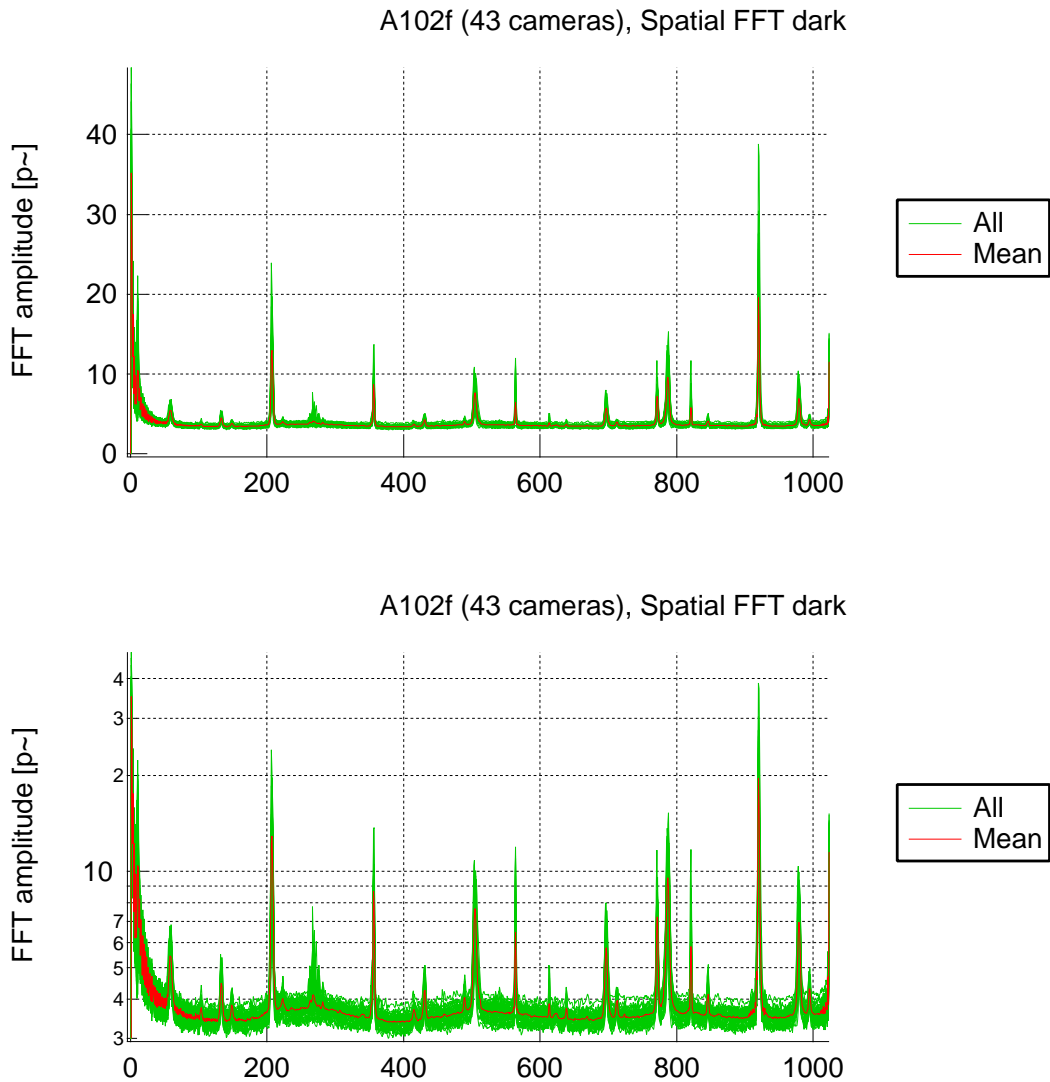 A102f (43 cameras), Spatial FFT dark
FFT amplitude [p~]
40
30
20
10
0
0 200 400 600 800 1000
All
Mean
A102f (43 cameras), Spatial FFT dark
FFT amplitude [p~]
4
3
2
10
7
6
5
4
3
0 200 400 600 800 1000
All
Mean